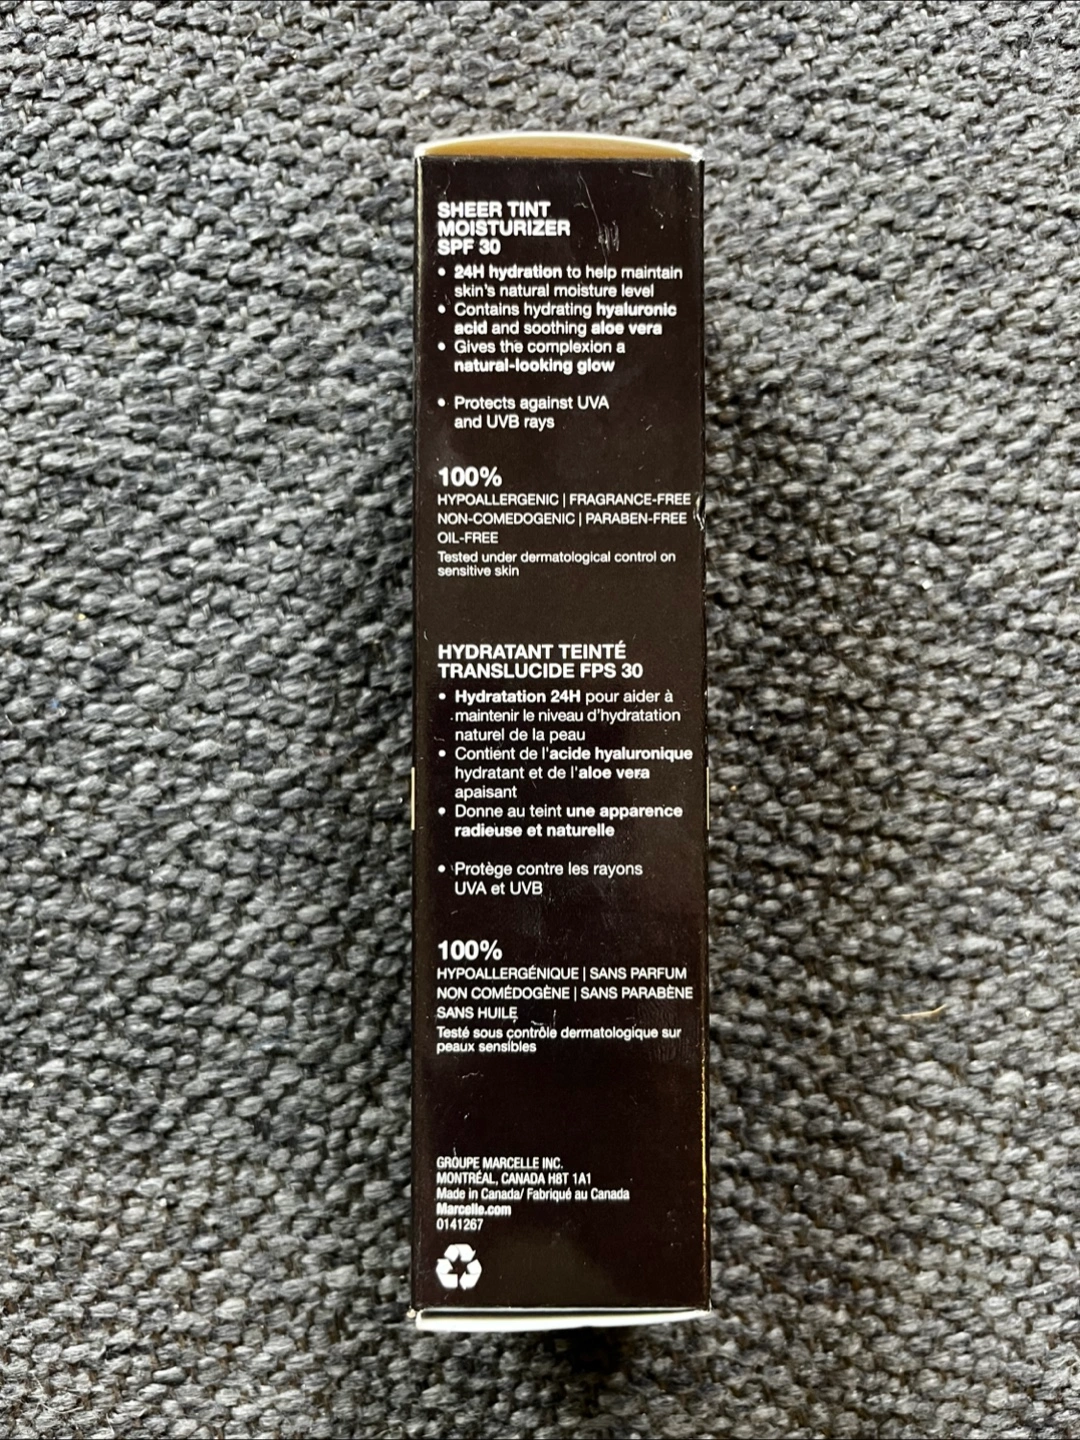 SHEER TINT
MOISTURIZER
SPF 30
• 24H hydration to help maintain
skin's natural moisture level
• Contains hydrating hyaluronic
acid and soothing aloe vera
• Gives the complexion a
natural-looking glow
• Protects against UVA
and UVB rays
100%
HYPOALLERGENIC | FRAGRANCE-FREE
NON-COMEDOGENIC | PARABEN-FREE
OIL-FREE
Tested under dermatological control on
sensitive skin
HYDRATANT TEINTÉ
TRANSLUCIDE FPS 30
• Hydratation 24H pour aider à
maintenir le niveau d'hydratation
naturel de la peau
• Contient de l'acide hyaluronique
hydratant et de l'aloe vera
apaisant
• Donne au teint une apparence
radieuse et naturelle
• Protège contre les rayons
UVA et UVB
100%
HYPOALLERGÉNIQUE | SANS PARFUM
NON COMÉDOGÈNE | SANS PARABÈNE
SANS HUILE
Testé sous contrôle dermatologique sur
peaux sensibles
GROUPE MARCELLE INC.
MONTRÉAL, CANADA H8T 1A1
Made in Canada/ Fabriqué au Canada
Marcelle.com
0141267